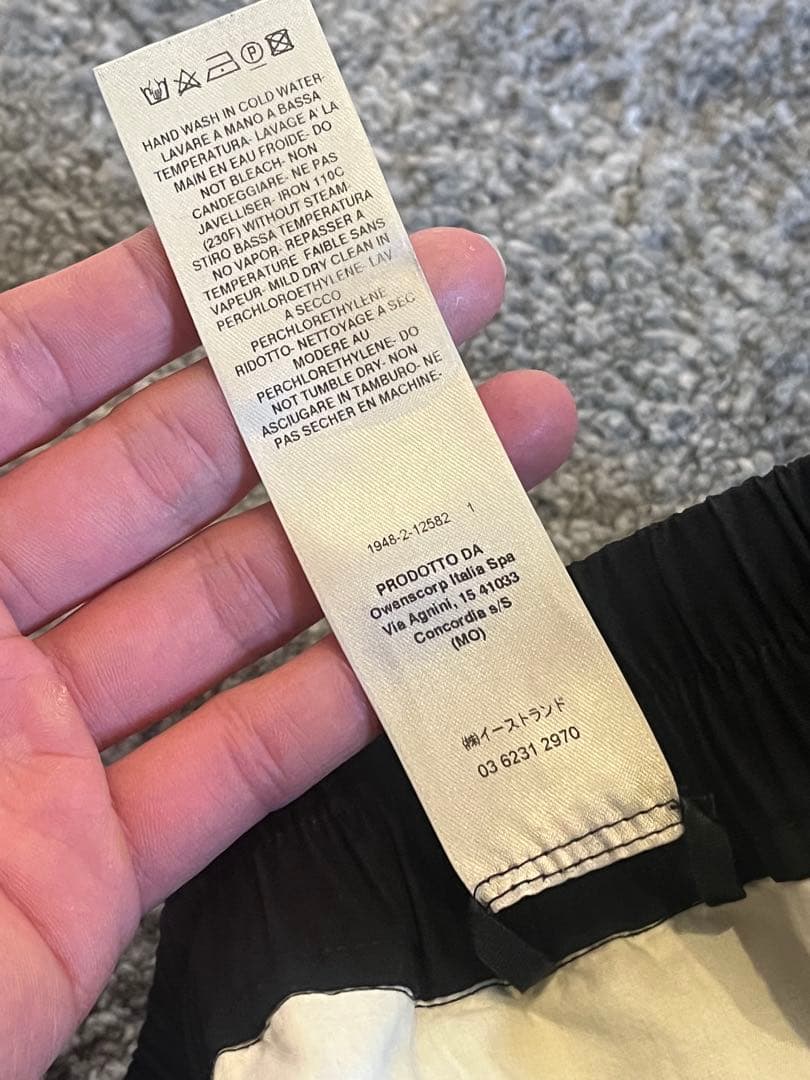 P
HAND WASH IN COLD WATER-
LAVARE A MANO A BASSA
TEMPERATURA- LAVAGE A' LA
MAIN EN EAU FROIDE- DO
NOT BLEACH- NON
CANDEGGIARE- NE PAS
JAVELLISER- IRON 110C
(230F) WITHOUT STEAM-
STIRO BASSA TEMPERATURA
NO VAPOR- REPASSER A
TEMPERATURE FAIBLE SANS
VAPEUR- MILD DRY CLEAN IN
PERCHLOROETHYLENE- LAV
A SECCO
PERCHLORETHYLENE
RIDOTTO- NETTOYAGE A SEC
MODERE AU
PERCHLORETHYLENE- DO
NOT TUMBLE DRY- NON
ASCIUGARE IN TAMBURO- NE
PAS SECHER EN MACHINE-
1948-2-12582 1
PRODOTTO DA
Owenscorp Italia Spa
Via Agnini, 15 41033
Concordia s/S
(MO)
㈱イーストランド
03 6231 2970